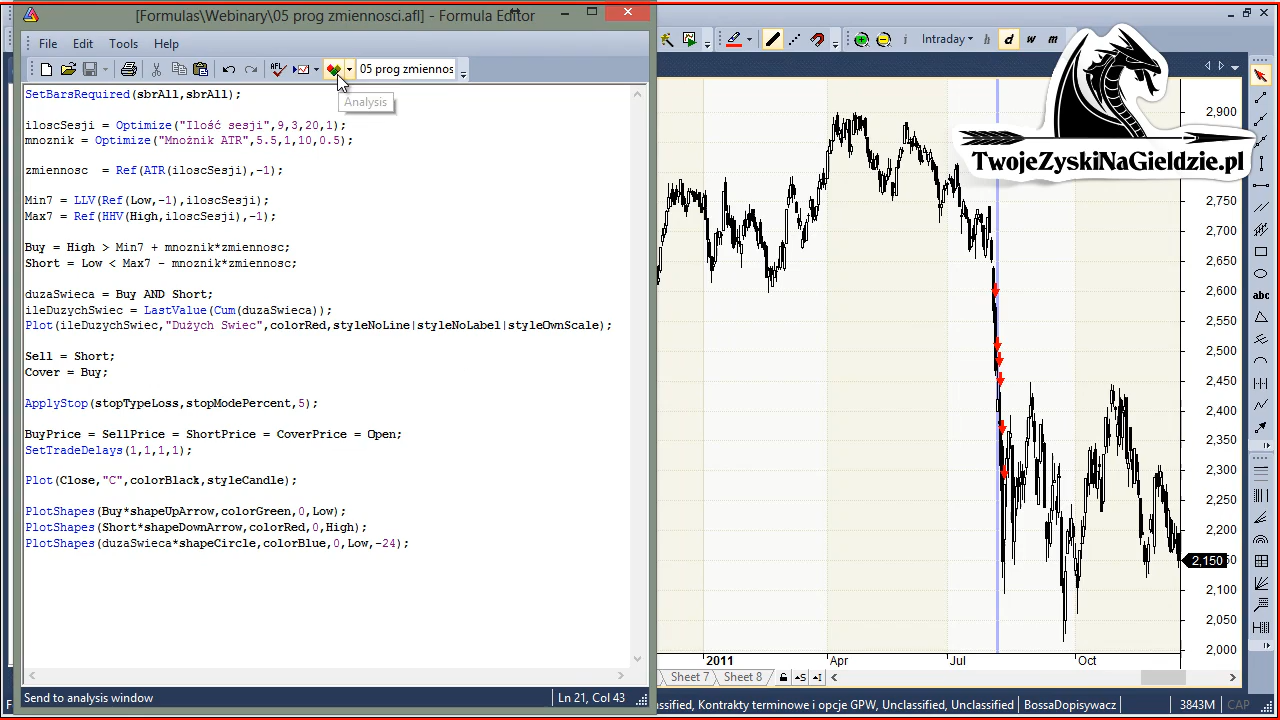 [Formulas\Webinary\05 prog zmiennosci.afl] - Formula Editor
File Edit Tools Help
05 prog zmiennos
Analysis
SetBarsRequired(sbrAll,sbrAll);
iloscSesji = Optimize("Ilość sesji",9,3,20,1);
mnoznik = Optimize("Mnożnik ATR",5.5,1,10,0.5);
zmiennosc  = Ref(ATR(iloscSesji),-1);
Min7 = LLV(Ref(Low,-1),iloscSesji);
Max7 = Ref(HHV(High,iloscSesji),-1);
Buy = High > Min7 + mnoznik*zmiennosc;
Short = Low < Max7 - mnoznik*zmiennosc;
duzaSwieca = Buy AND Short;
ileDuzychSwiec = LastValue(Cum(duzaSwieca));
Plot(ileDuzychSwiec,"Dużych Swiec",colorRed,styleNoLine|styleNoLabel|styleOwnScale);
Sell = Short;
Cover = Buy;
ApplyStop(stopTypeLoss,stopModePercent,5);
BuyPrice = SellPrice = ShortPrice = CoverPrice = Open;
SetTradeDelays(1,1,1,1);
Plot(Close,"C",colorBlack,styleCandle);
PlotShapes(Buy*shapeUpArrow,colorGreen,0,Low);
PlotShapes(Short*shapeDownArrow,colorRed,0,High);
PlotShapes(duzaSwieca*shapeCircle,colorBlue,0,Low,-24);
Send to analysis window
Ln 21, Col 43
Intraday h d w m
TwojeZyskiNaGieldzie.pl
abc
2,900
2,750
2,700
2,650
2,600
2,550
2,500
2,450
2,400
2,350
2,300
2,250
2,200
2,150
2,100
2,050
2,000
2011 Apr Jul Oct
Sheet 7 Sheet 8
ssified, Kontrakty terminowe i opcje GPW, Unclassified, Unclassified
BossaDopisywacz
3843M
CAP